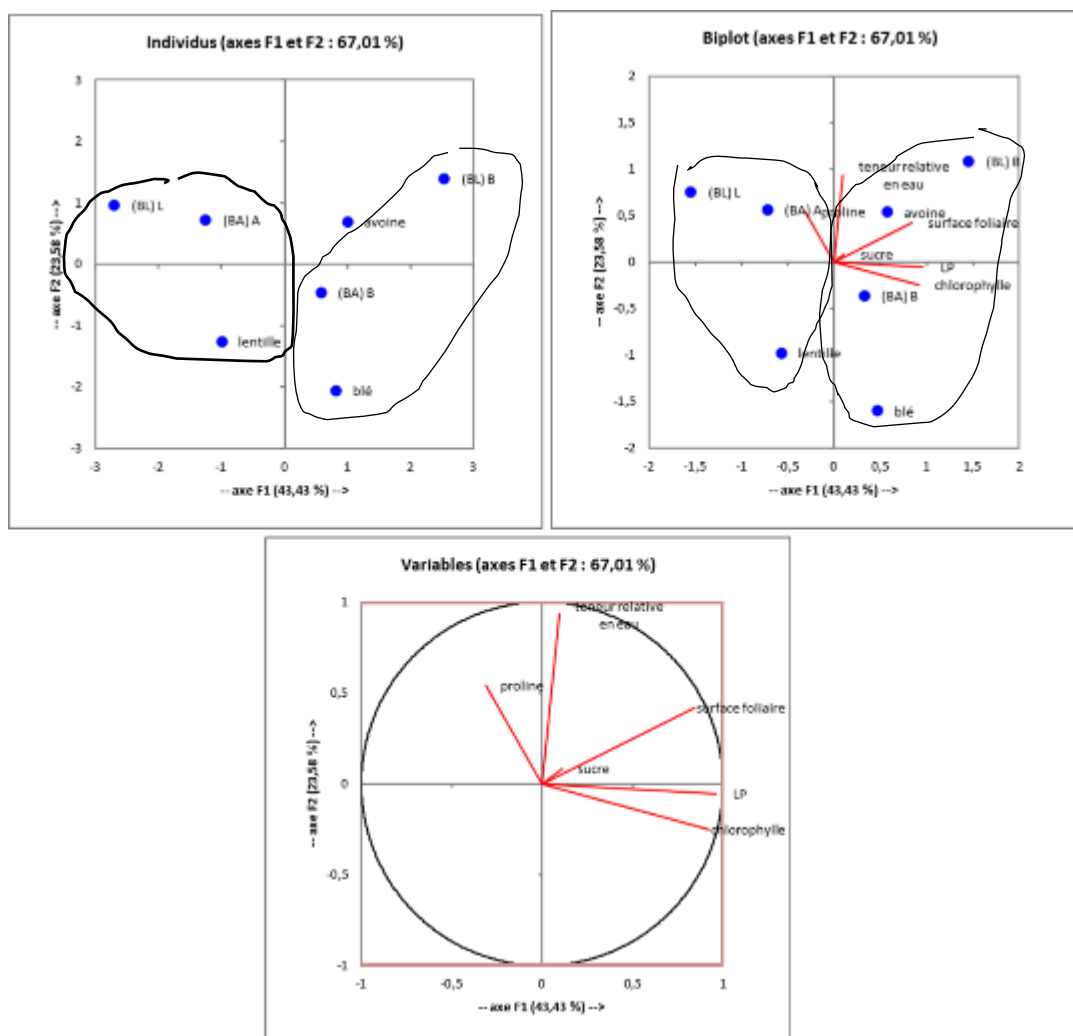 Individus (axes F1 et F2 : 67,01 %)
3
2
1
0
-1
-2
-3
-3
-2
-1
0
1
2
3
-- axe F2 (23,58 %) -->
-- axe F1 (43,43 %) -->
(BL) L
(BA) A
(BL) B
avoine
(BA) B
lentille
blé
Biplot (axes F1 et F2 : 67,01 %)
2
1,5
1
0,5
0
-0,5
-1
-1,5
-2
-2
-1,5
-1
-0,5
0
0,5
1
1,5
2
-- axe F2 (23,58 %) -->
-- axe F1 (43,43 %) -->
(BL) B
teneur relative
en eau
(BL) L
(BA) A
proline
avoine
surface foliaire
sucre
LP
chlorophylle
(BA) B
lentille
blé
Variables (axes F1 et F2 : 67,01 %)
1
0,5
0
-0,5
-1
-1
-0,5
0
0,5
1
-- axe F2 (23,58 %) -->
-- axe F1 (43,43 %) -->
teneur relative
en eau
proline
surface foliaire
sucre
LP
chlorophylle